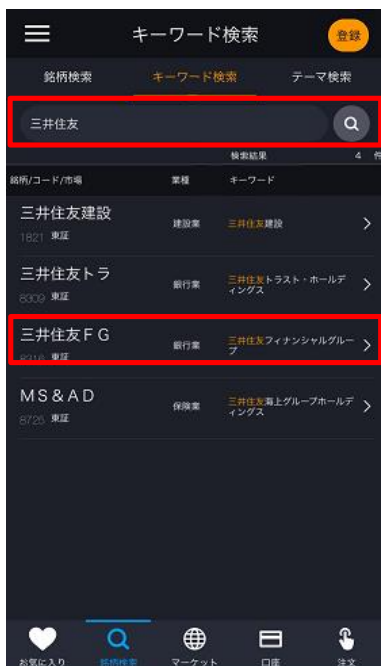 キーワード検索 登録
銘柄検索 キーワード検索 テーマ検索
三井住友
検索結果 4 件
銘柄/コード/市場 業種 キーワード
三井住友建設 建設業 三井住友建設
1821 東証
三井住友トラ 銀行業 三井住友トラスト・ホールデ
ィングス
8309 東証
三井住友ＦＧ 銀行業 三井住友フィナンシャルグルー
プ
8316 東証
ＭＳ＆ＡＤ 保険業 三井住友海上グループホールデ
ィングス
8725 東証
お気に入り 銘柄検索 マーケット 口座 注文